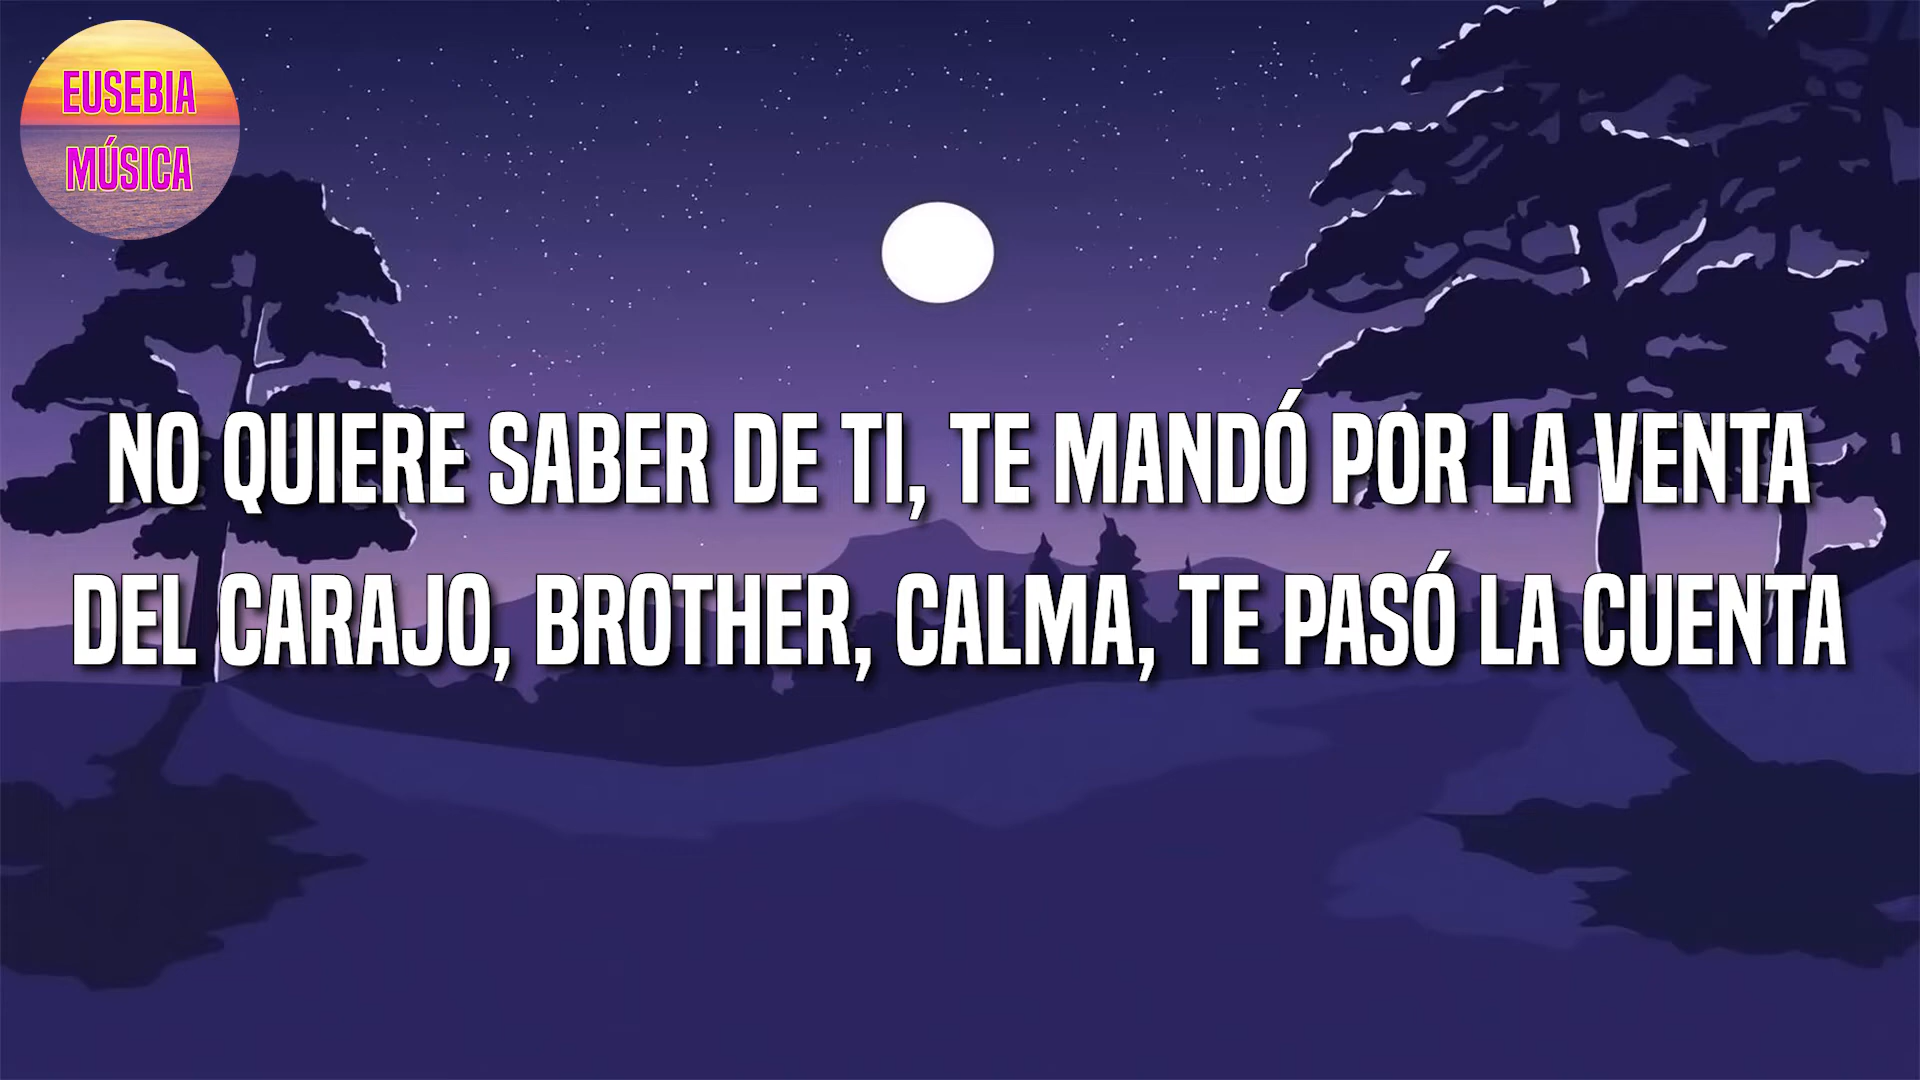 EUSEBIA
MÚSICA
NO QUIERE SABER DE TI, TE MANDÓ POR LA VENTA
DEL CARAJO, BROTHER, CALMA, TE PASÓ LA CUENTA